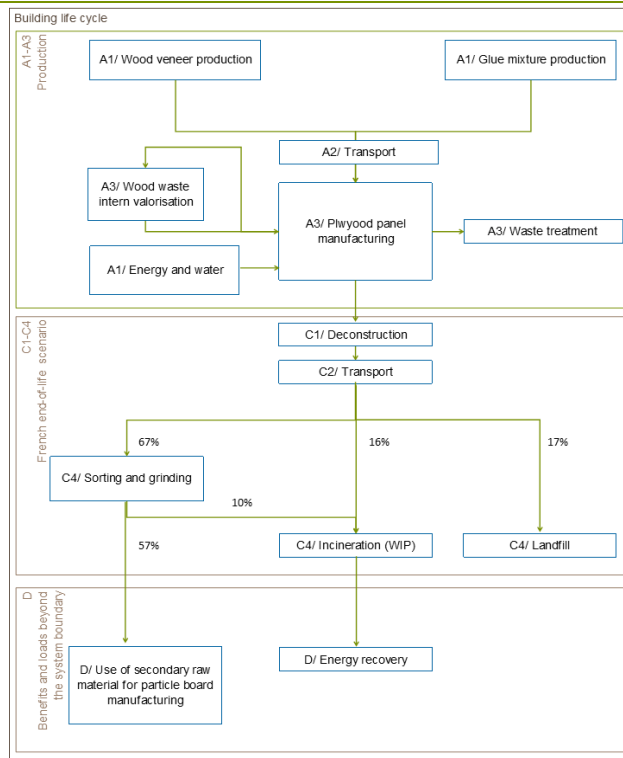 Building life cycle
A1-A3
Production
A1/ Wood veneer production
A1/ Glue mixture production
A2/ Transport
A3/ Wood waste
intern valorisation
A3/ Plwyood panel
manufacturing
A3/ Waste treatment
A1/ Energy and water
C1-C4
French end-of-life scenario
C1/ Deconstruction
C2/ Transport
67%
16%
17%
C4/ Sorting and grinding
10%
57%
C4/ Incineration (WIP)
C4/ Landfill
D
Benefits and loads beyond
the system boundary
D/ Use of secondary raw
material for particle board
manufacturing
D/ Energy recovery